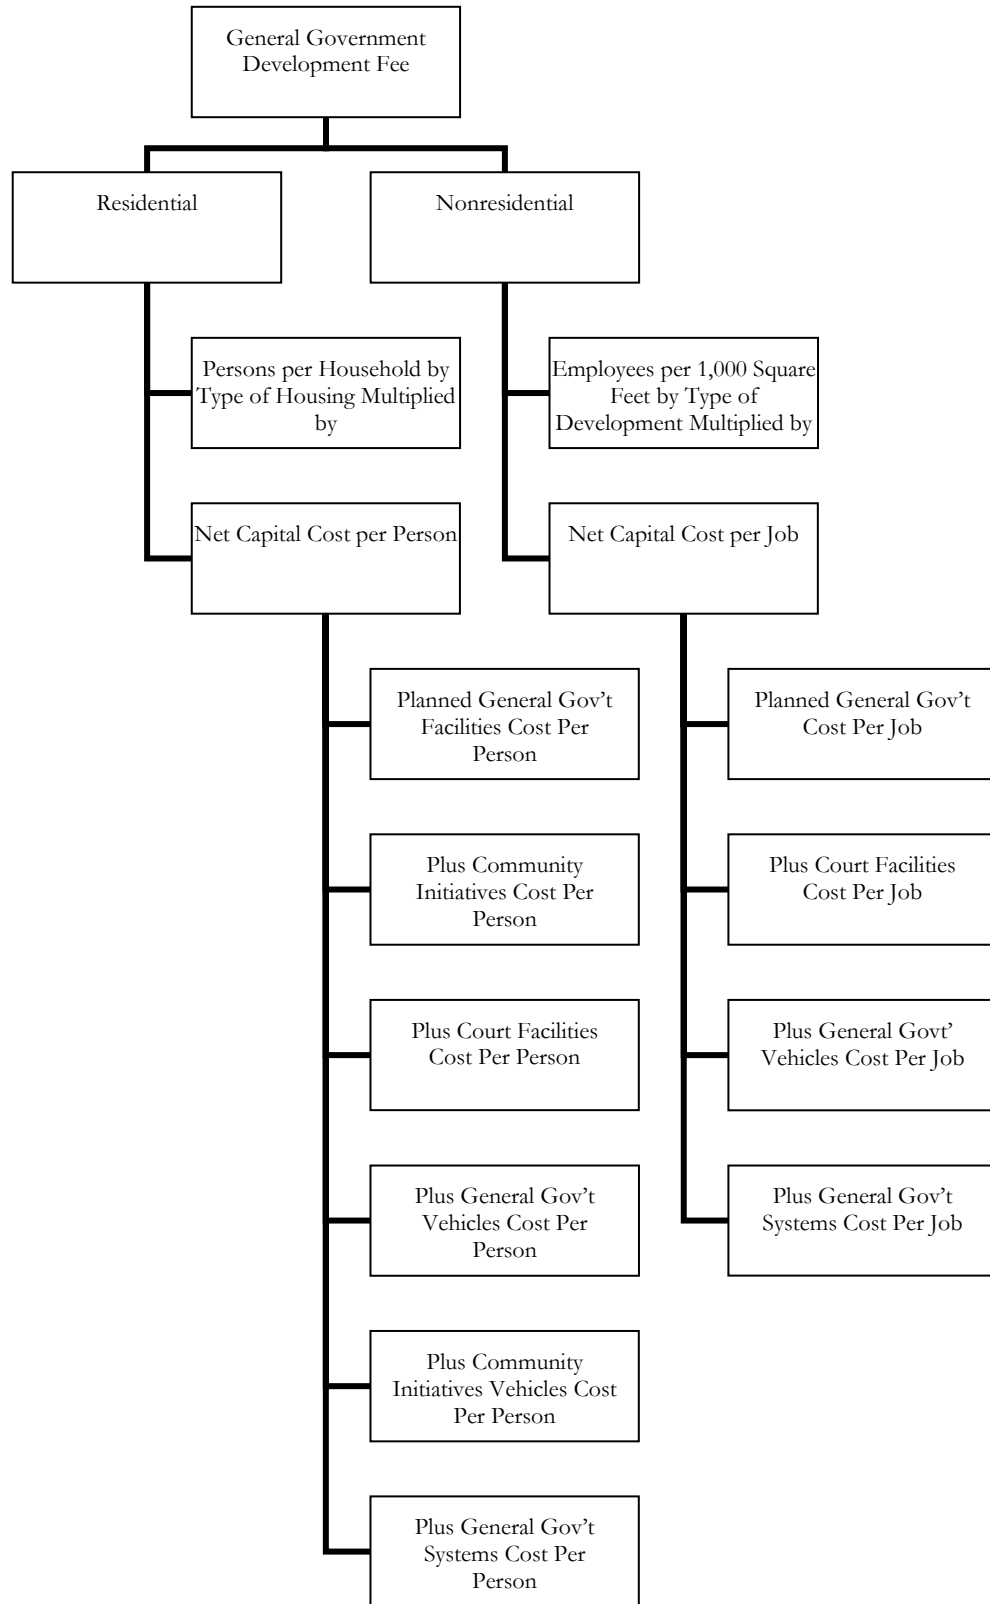 General Government
Development Fee
Residential
Nonresidential
Persons per Household by
Type of Housing Multiplied
by
Employees per 1,000 Square
Feet by Type of
Development Multiplied by
Net Capital Cost per Person
Net Capital Cost per Job
Planned General Gov’t
Facilities Cost Per
Person
Planned General Gov’t
Cost Per Job
Plus Community
Initiatives Cost Per
Person
Plus Court Facilities
Cost Per Job
Plus Court Facilities
Cost Per Person
Plus General Govt’
Vehicles Cost Per Job
Plus General Gov’t
Vehicles Cost Per
Person
Plus General Gov’t
Systems Cost Per Job
Plus Community
Initiatives Vehicles Cost
Per Person
Plus General Gov’t
Systems Cost Per
Person